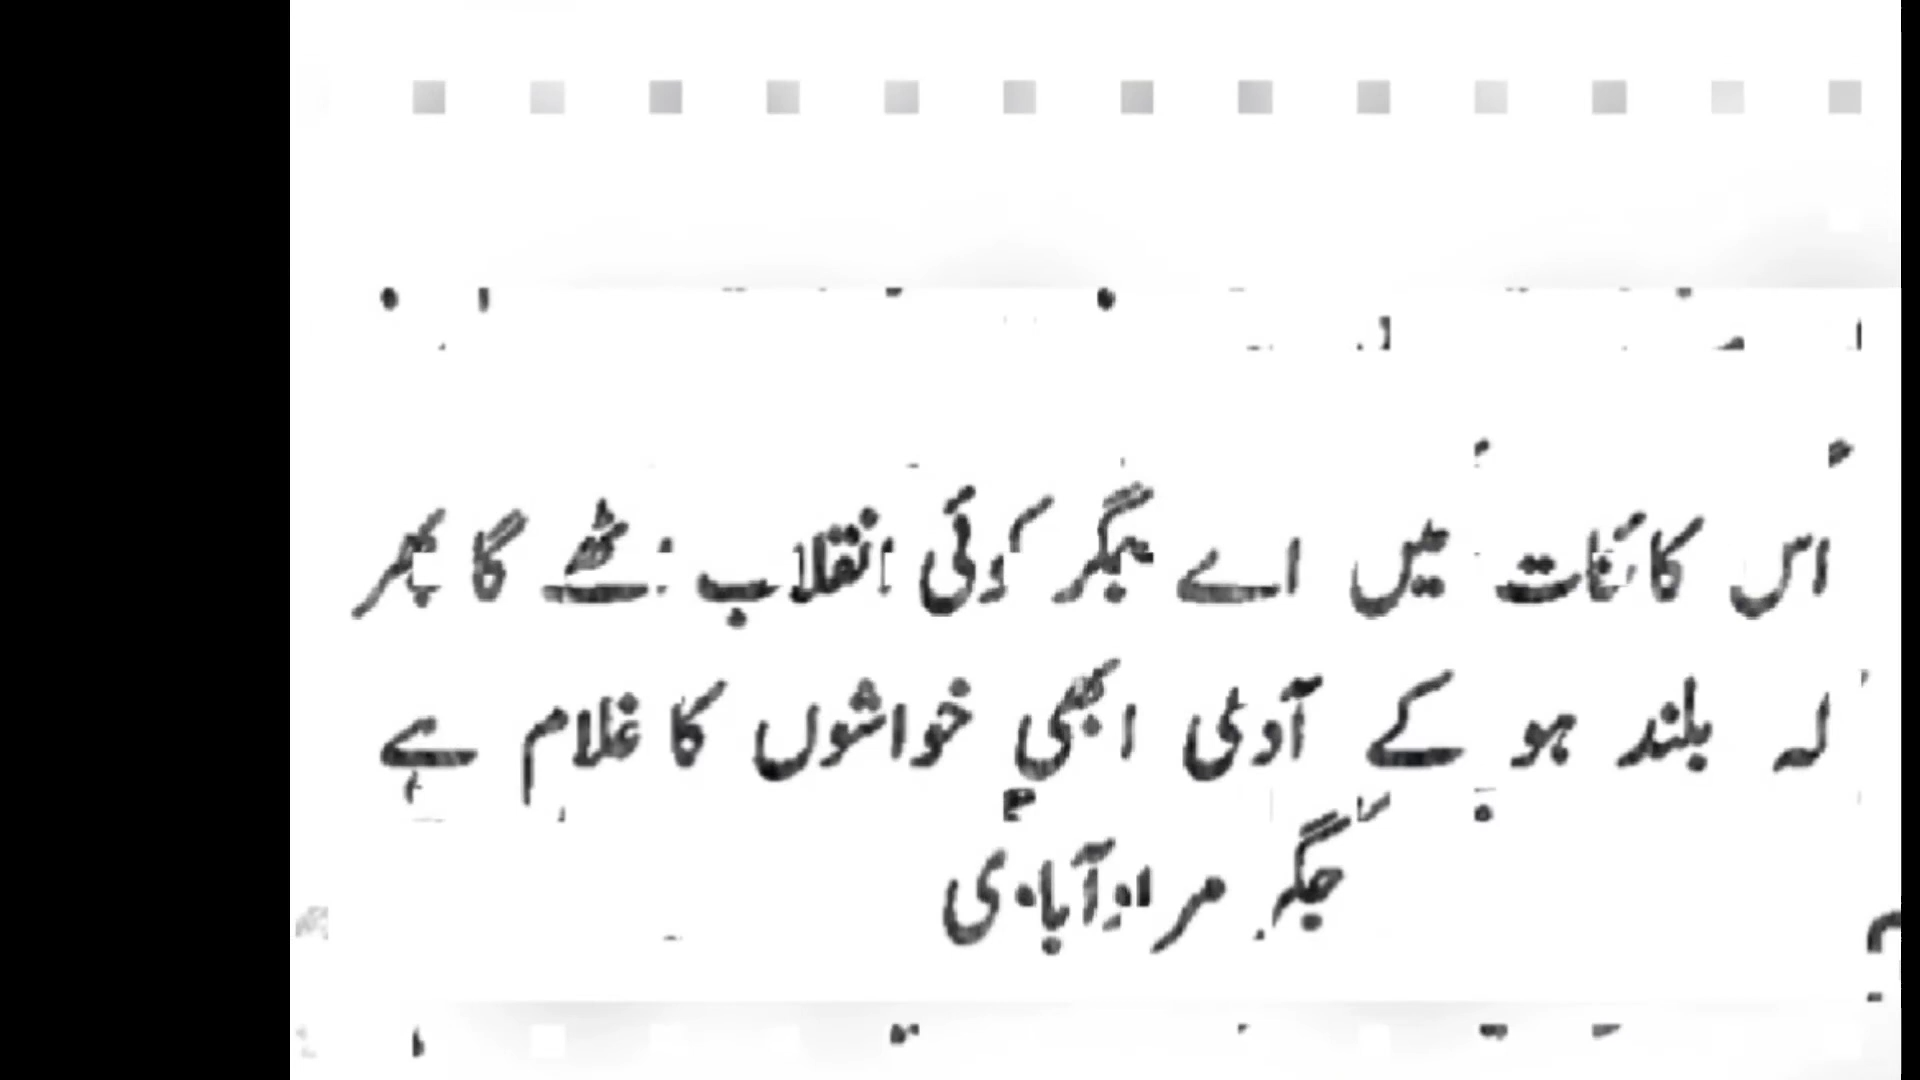 اس کائنات میں اے جگر کوئی انقلاب اٹھے گا پھر
کہ بلند ہو کے آدمی ابھی خواشوں کا غلام ہے
جگر مرادآبادی